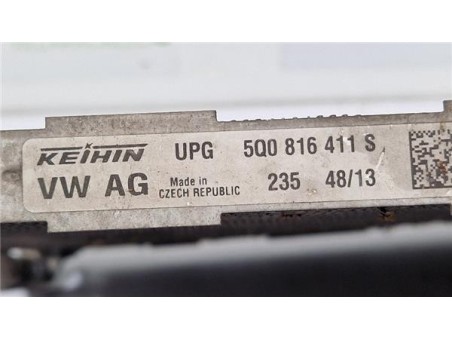 KEIHIN UPG 5Q0 816 411 S
VW AG Made in CZECH REPUBLIC 235 48/13